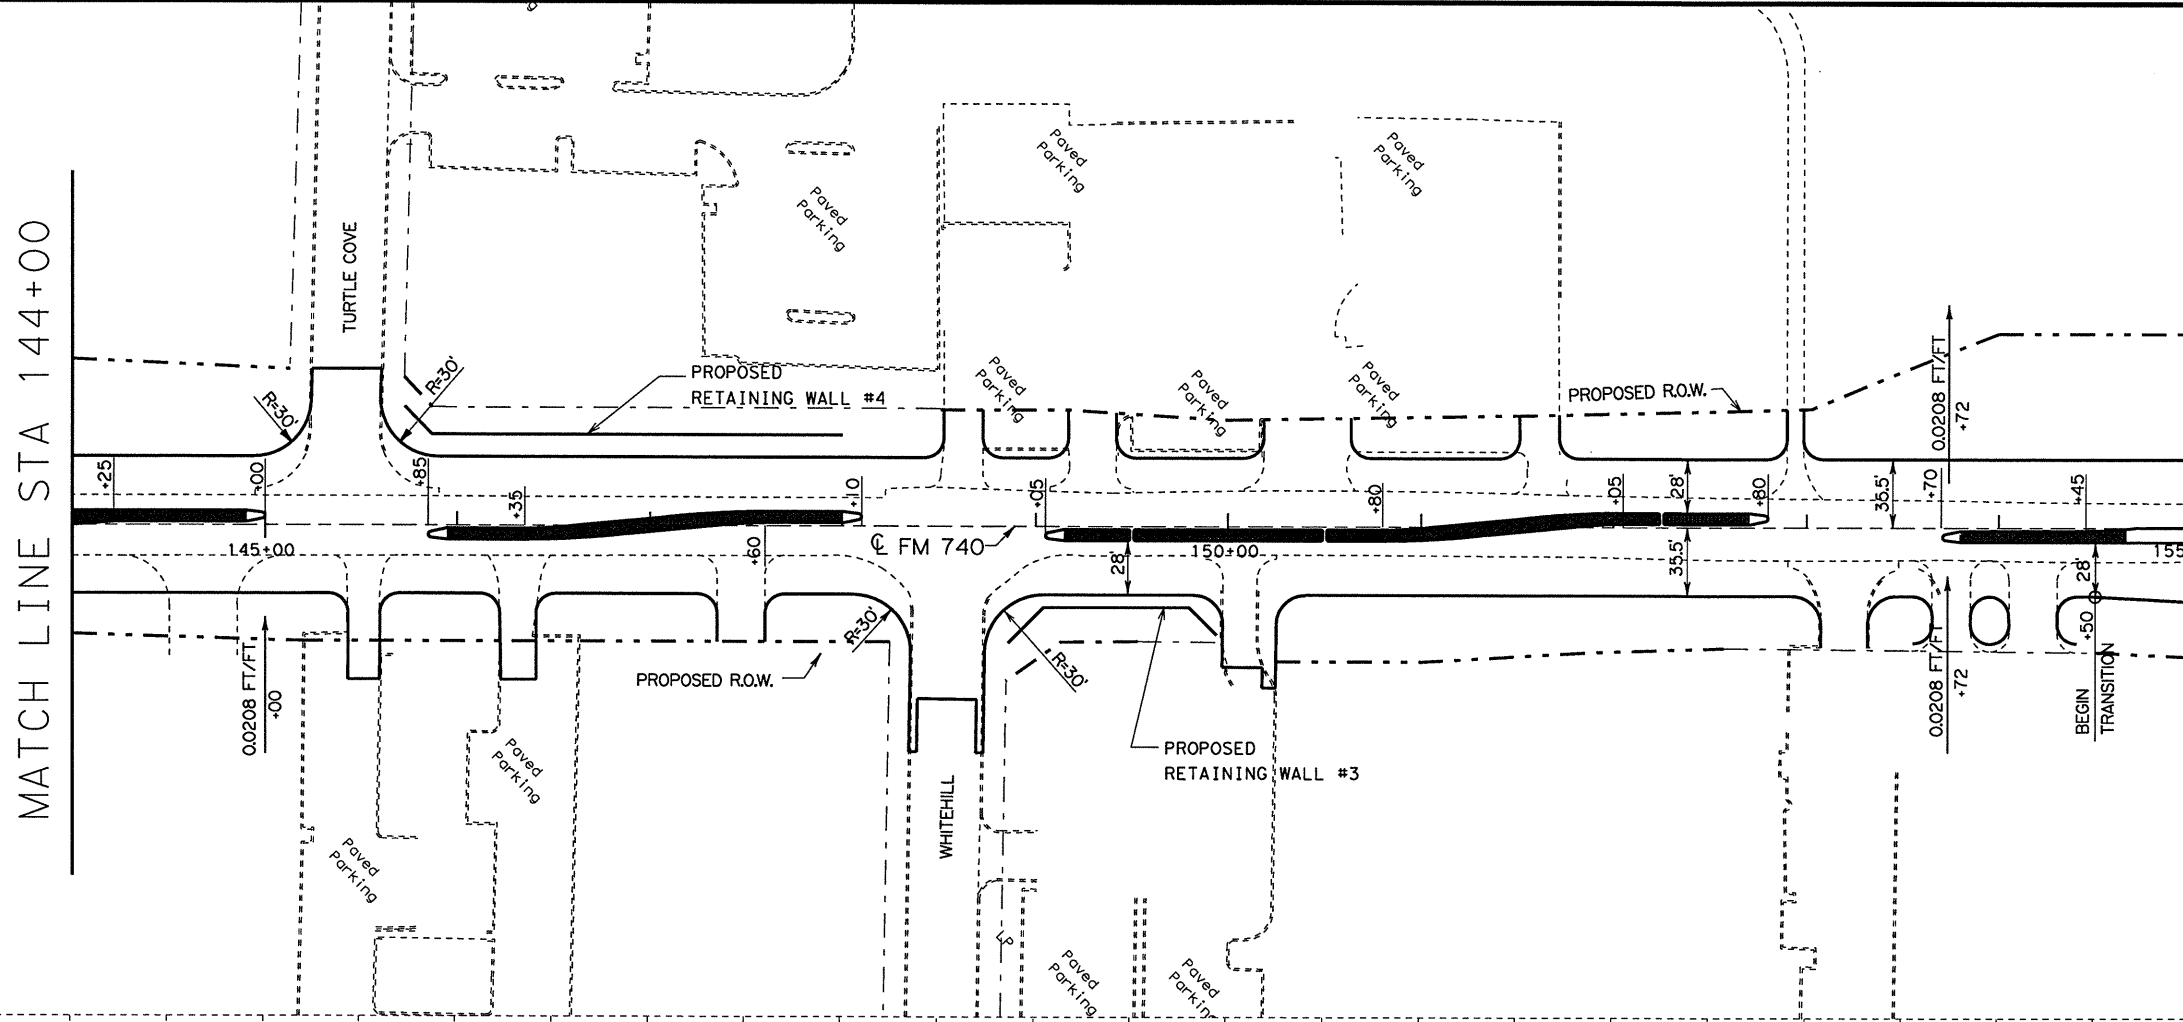 MATCH LINE STA 144+00
TURTLE COVE
R=30'
R=30'
PROPOSED
RETAINING WALL #4
Paved
Parking
Paved
Parking
Paved
Parking
Paved
Parking
Paved
Parking
Paved
Parking
PROPOSED R.O.W.
0.0208 FT/FT
+72
+25
+00
+85
+35
+10
+05
+80
+05
28'
+80
35.5'
+70
+45
145+00
+60
℄ FM 740
28'
150+00
35.5'
28'
155
0.0208 FT/FT.
+00
PROPOSED R.O.W.
R=30'
R=30'
0.0208 FT/FT
+72
+50
BEGIN
TRANSITION
PROPOSED
RETAINING WALL #3
Paved
Parking
WHITEHILL
Paved
Parking
LP
Paved
Parking
Paved
Parkin